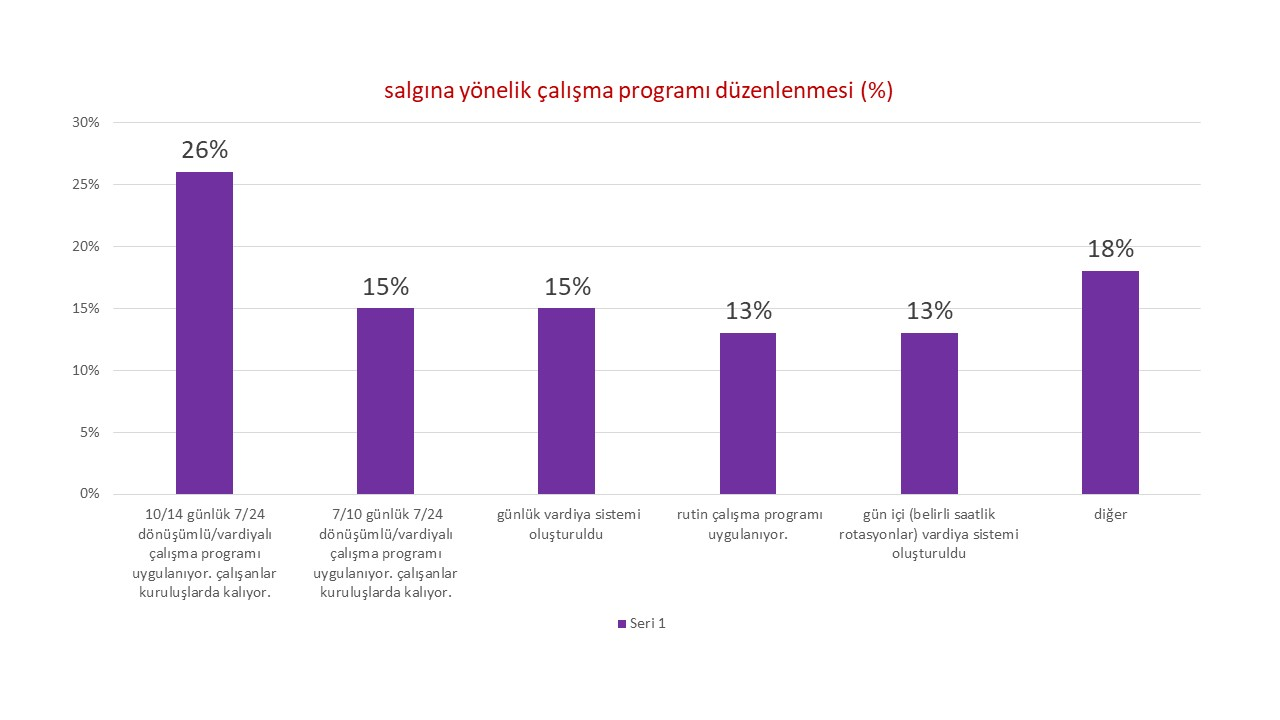 salgına yönelik çalışma programı düzenlenmesi (%)
30%
25%
20%
15%
10%
5%
0%
26%
15%
15%
13%
13%
18%
10/14 günlük 7/24
dönüşümlü/vardiyalı
çalışma programı
uygulanıyor. çalışanlar
kuruluşlarda kalıyor.
7/10 günlük 7/24
dönüşümlü/vardiyalı
çalışma programı
uygulanıyor. çalışanlar
kuruluşlarda kalıyor.
günlük vardiya sistemi
oluşturuldu
rutin çalışma programı
uygulanıyor.
gün içi (belirli saatlik
rotasyonlar) vardiya sistemi
oluşturuldu
diğer
Seri 1